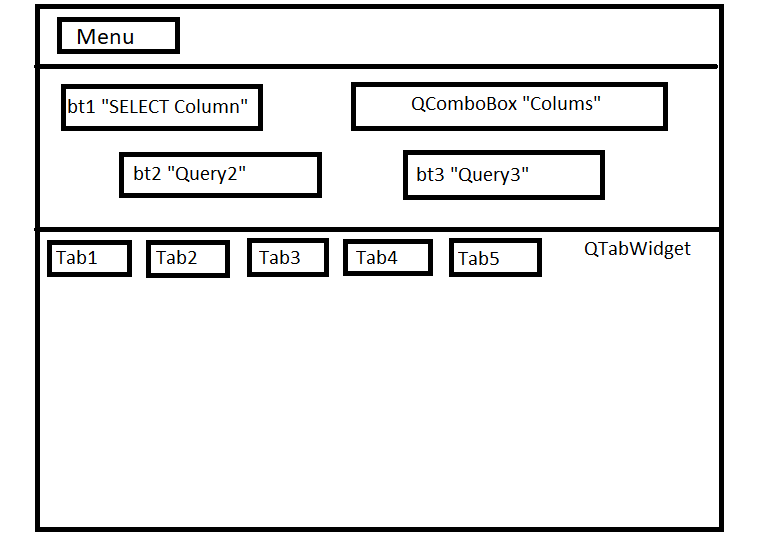 Menu
bt1 "SELECT Column"
QComboBox "Colums"
bt2 "Query2"
bt3 "Query3"
Tab1
Tab2
Tab3
Tab4
Tab5
QTabWidget